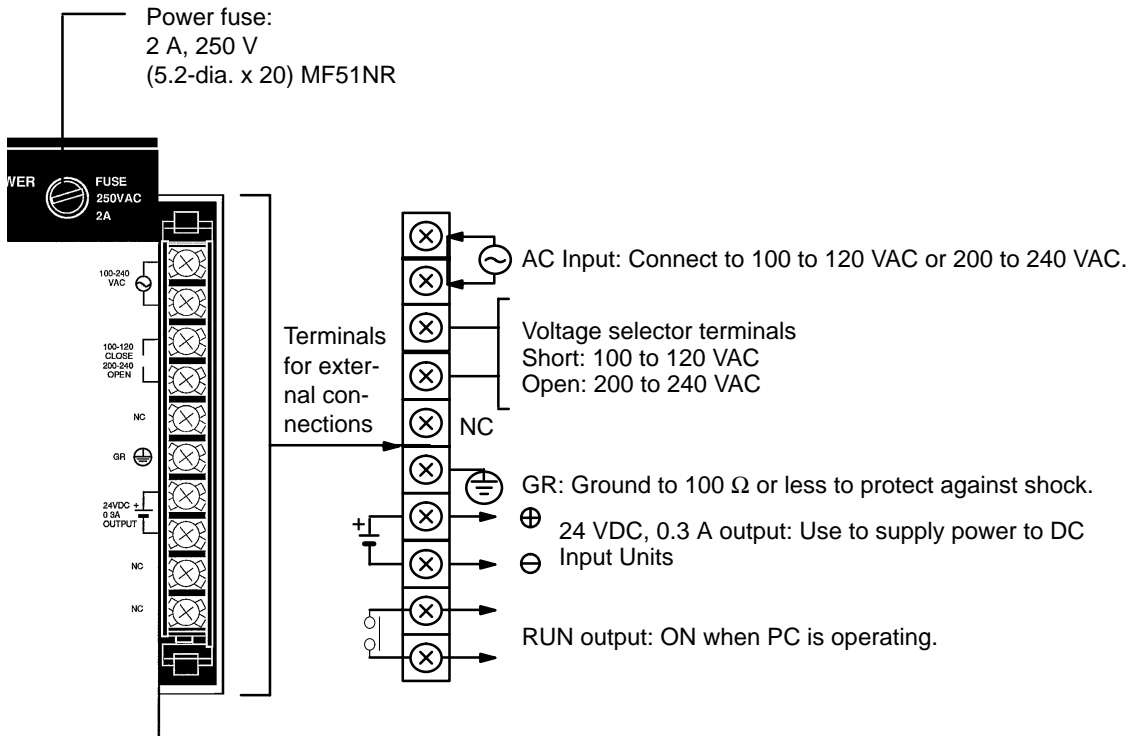 Power fuse:
2 A, 250 V
(5.2-dia. x 20) MF51NR
WER
FUSE
250VAC
2A
100-240
VAC
100-120
CLOSE
200-240
OPEN
NC
GR
24VDC +
0.3A
OUTPUT
NC
NC
Terminals
for exter-
nal con-
nections
AC Input: Connect to 100 to 120 VAC or 200 to 240 VAC.
Voltage selector terminals
Short: 100 to 120 VAC
Open: 200 to 240 VAC
NC
GR: Ground to 100 Ω or less to protect against shock.
+
⊕
24 VDC, 0.3 A output: Use to supply power to DC
⊖
Input Units
RUN output: ON when PC is operating.